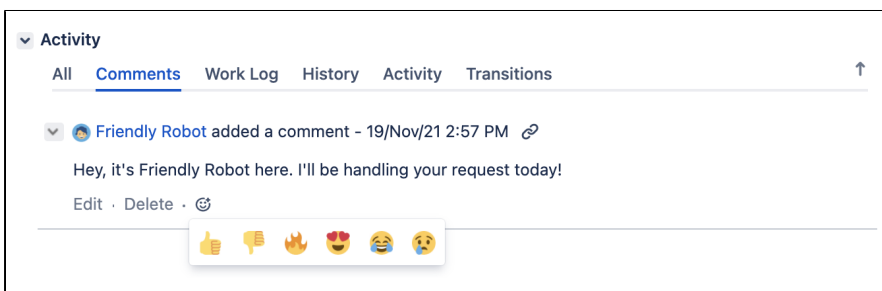 Activity
All Comments Work Log History Activity Transitions
Friendly Robot added a comment - 19/Nov/21 2:57 PM
Hey, it's Friendly Robot here. I'll be handling your request today!
Edit · Delete ·